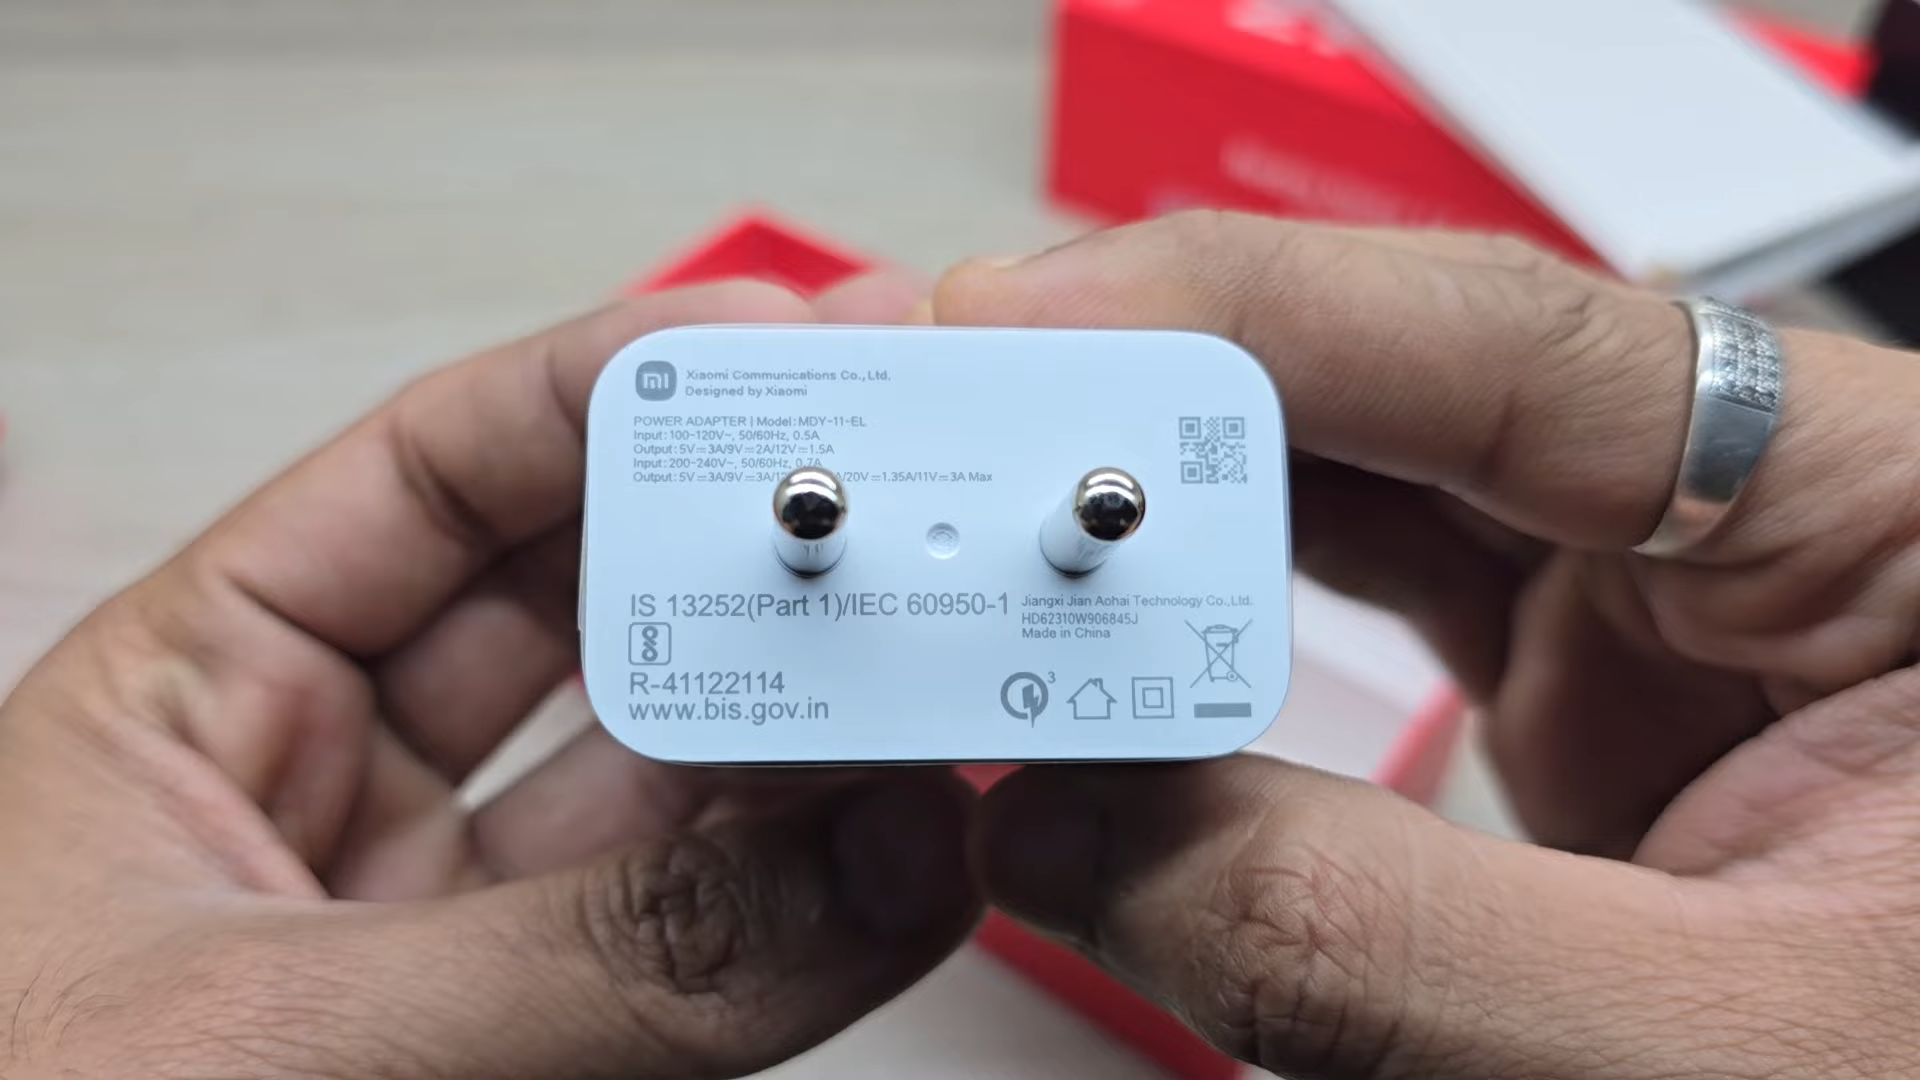 mi
Xiaomi Communications Co.,Ltd.
Designed by Xiaomi
POWER ADAPTER | Model:MDY-11-EL
Input:100-120V~, 50/60Hz, 0.5A
Output:5V⎓3A/9V⎓2A/12V⎓1.5A
Input:200-240V~, 50/60Hz, 0.7A
Output:5V⎓3A/9V⎓3A/ /20V⎓1.35A/11V⎓3A Max
IS 13252(Part 1)/IEC 60950-1
Jiangxi Jian Aohai Technology Co.,Ltd.
HD62310W906845J
Made in China
R-41122114
www.bis.gov.in
3